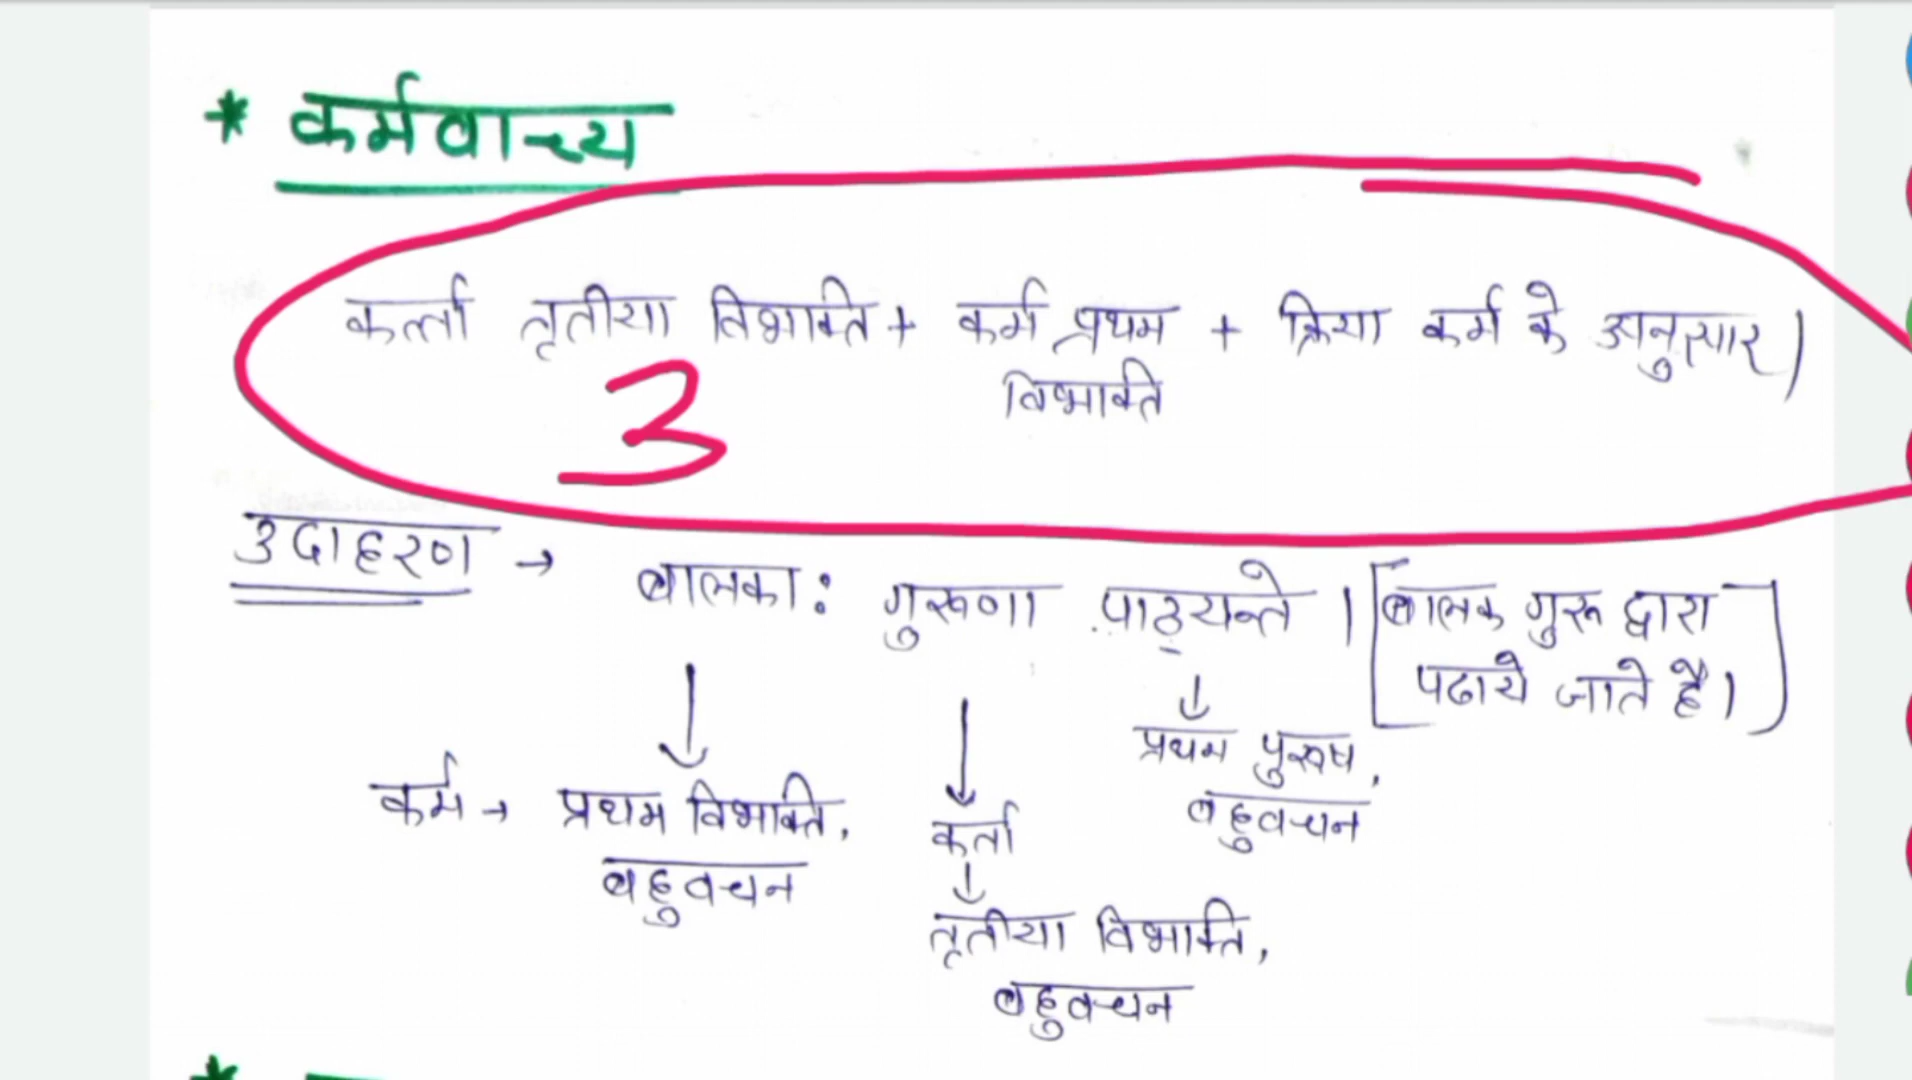 * कर्मवाच्य
कर्त्ता तृतीया विभक्ति + कर्म प्रथम + क्रिया कर्म के अनुसार)
विभक्ति
3
उदाहरण → बालका: गुरूणा पाठ्यन्ते । [बालक गुरू द्वारा
पढाये जाते है।]
↓ ↓ ↓
प्रथम पुरूष,
बहुवचन
कर्म → प्रथम विभक्ति,
बहुवचन
कर्ता
↓
तृतीया विभक्ति,
बहुवचन
*